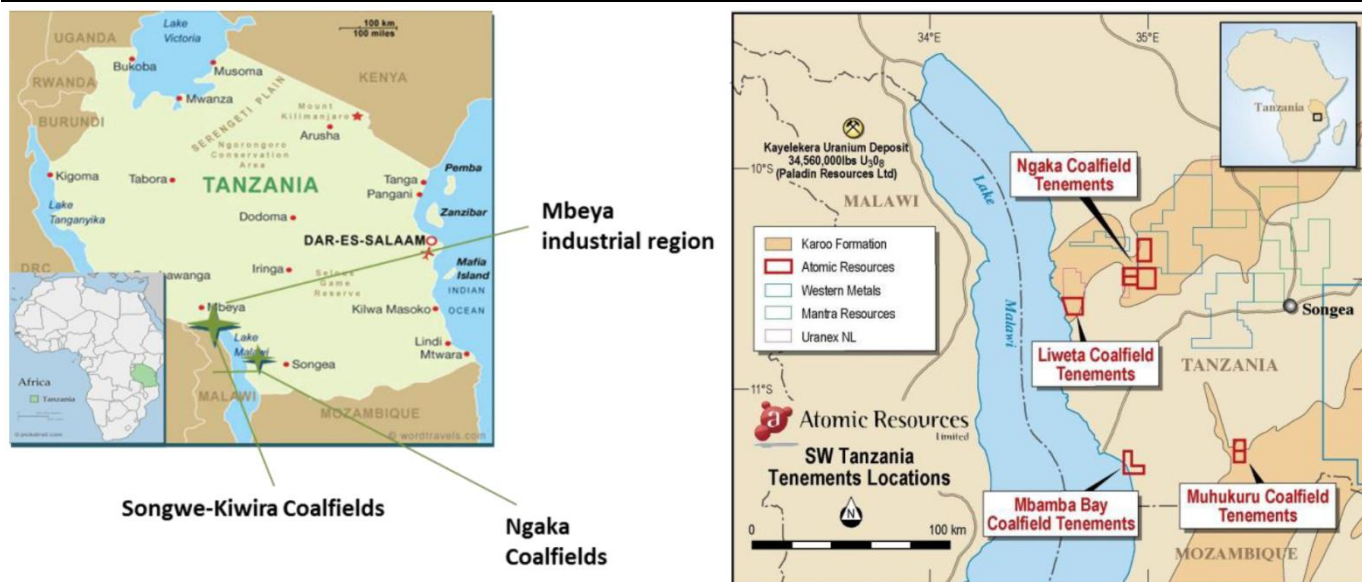 UGANDA
Lake
Victoria
100 km
100 miles
Bukoba
Musoma
KENYA
RWANDA
Mwanza
SERENGETI PLAIN
Mount
Kilimanjaro
BURUNDI
Arusha
Ngorongoro
Conservation
Area
Kigoma
Tabora
TANZANIA
Tanga
Pangani
Pemba
Lake
Tanganyika
Dodoma
Zanzibar
DAR-ES-SALAAM
DRC
Iringa
Selous
Game
Reserve
Mafia
Island
INDIAN
OCEAN
Mbeya
Kilwa Masoko
Lake
Malawi
Songea
Lindi
Mtwara
Africa
Tanzania
MALAWI
MOZAMBIQUE
© wordtravels.com
Mbeya
industrial region
Songwe-Kiwira Coalfields
Ngaka
Coalfields
34°E
35°E
Tanzania
Kayelekera Uranium Deposit
34,560,000lbs U3O8
(Paladin Resources Ltd)
10°S
MALAWI
Lake
Malawi
Ngaka Coalfield
Tenements
Karoo Formation
Atomic Resources
Western Metals
Mantra Resources
Uranex NL
Songea
Liweta Coalfield
Tenements
TANZANIA
11°S
a
Atomic Resources
Limited
SW Tanzania
Tenements Locations
N
100 km
Mbamba Bay
Coalfield Tenements
Muhukuru Coalfield
Tenements
MOZAMBIQUE